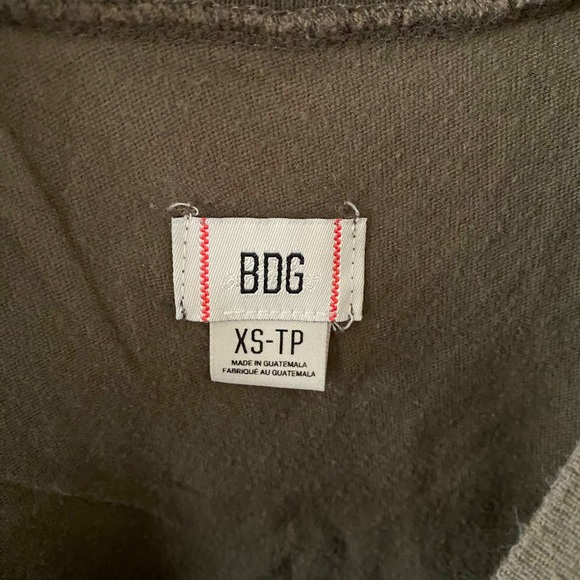 BDG
XS-TP
MADE IN GUATEMALA
FABRIQUÉ AU GUATEMALA